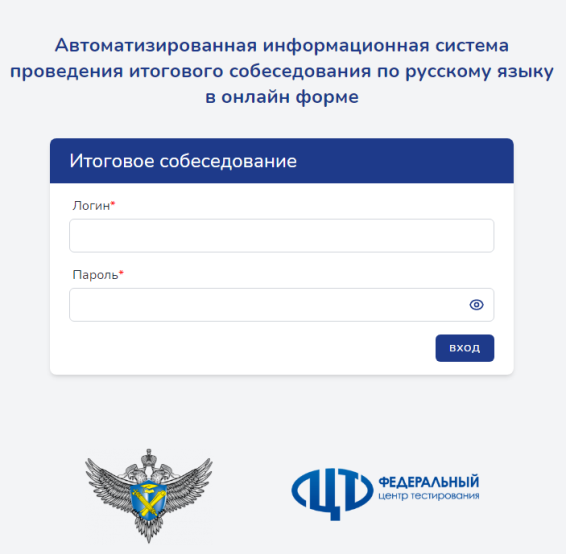 Автоматизированная информационная система
проведения итогового собеседования по русскому языку
в онлайн форме
Итоговое собеседование
Логин*
Пароль*
вход
ФЕДЕРАЛЬНЫЙ
центр тестирования